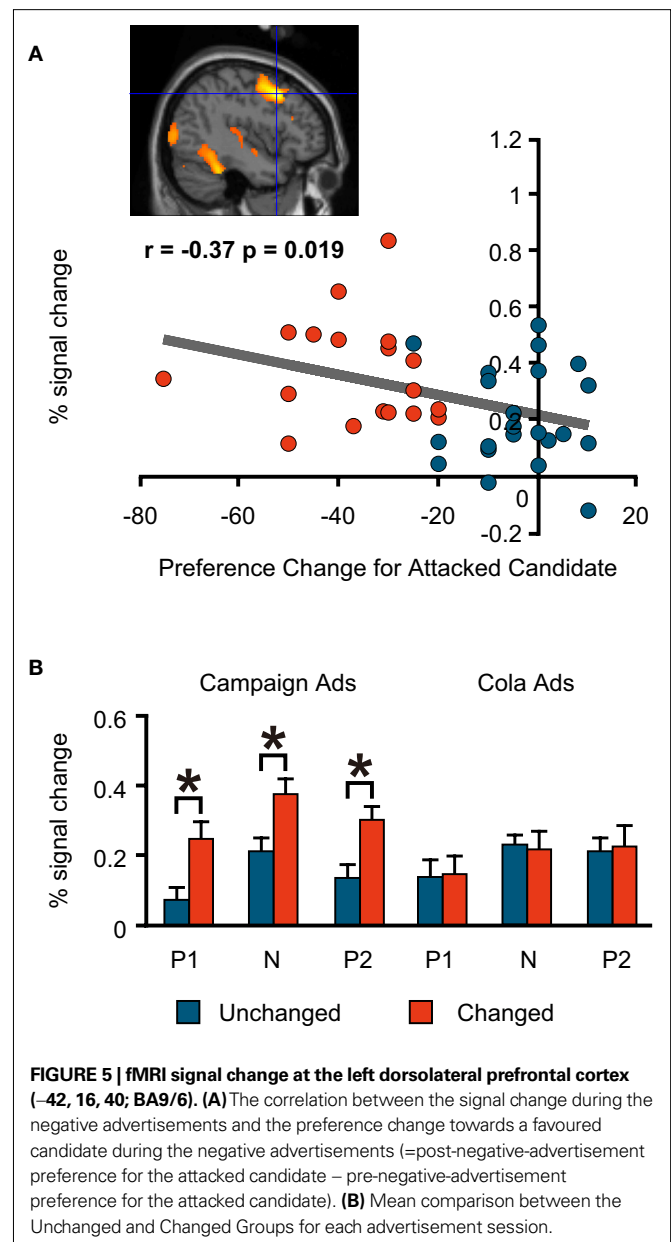 A
r = -0.37 p = 0.019
% signal change
1.2
1
0.8
0.6
0.4
0.2
0
-0.2
-80 -60 -40 -20 20
Preference Change for Attacked Candidate
B
Campaign Ads Cola Ads
% signal change
0.6
0.4
0.2
0
* * *
P1 N P2 P1 N P2
Unchanged Changed
FIGURE 5 | fMRI signal change at the left dorsolateral prefrontal cortex
(–42, 16, 40; BA9/6). (A) The correlation between the signal change during the
negative advertisements and the preference change towards a favoured
candidate during the negative advertisements (=post-negative-advertisement
preference for the attacked candidate – pre-negative-advertisement
preference for the attacked candidate). (B) Mean comparison between the
Unchanged and Changed Groups for each advertisement session.